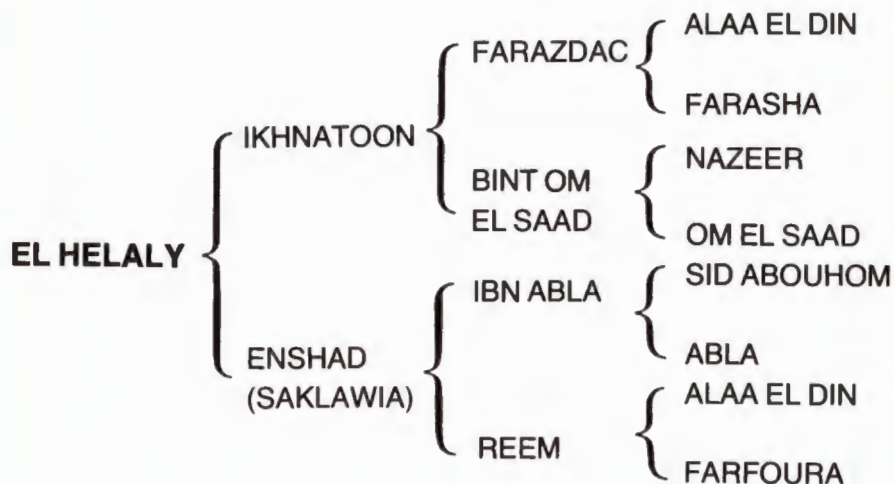 ALAA EL DIN
FARAZDAC
FARASHA
IKHNATOON
NAZEER
BINT OM
EL SAAD
OM EL SAAD
EL HELALY
SID ABOUHOM
IBN ABLA
ABLA
ENSHAD
(SAKLAWIA)
ALAA EL DIN
REEM
FARFOURA